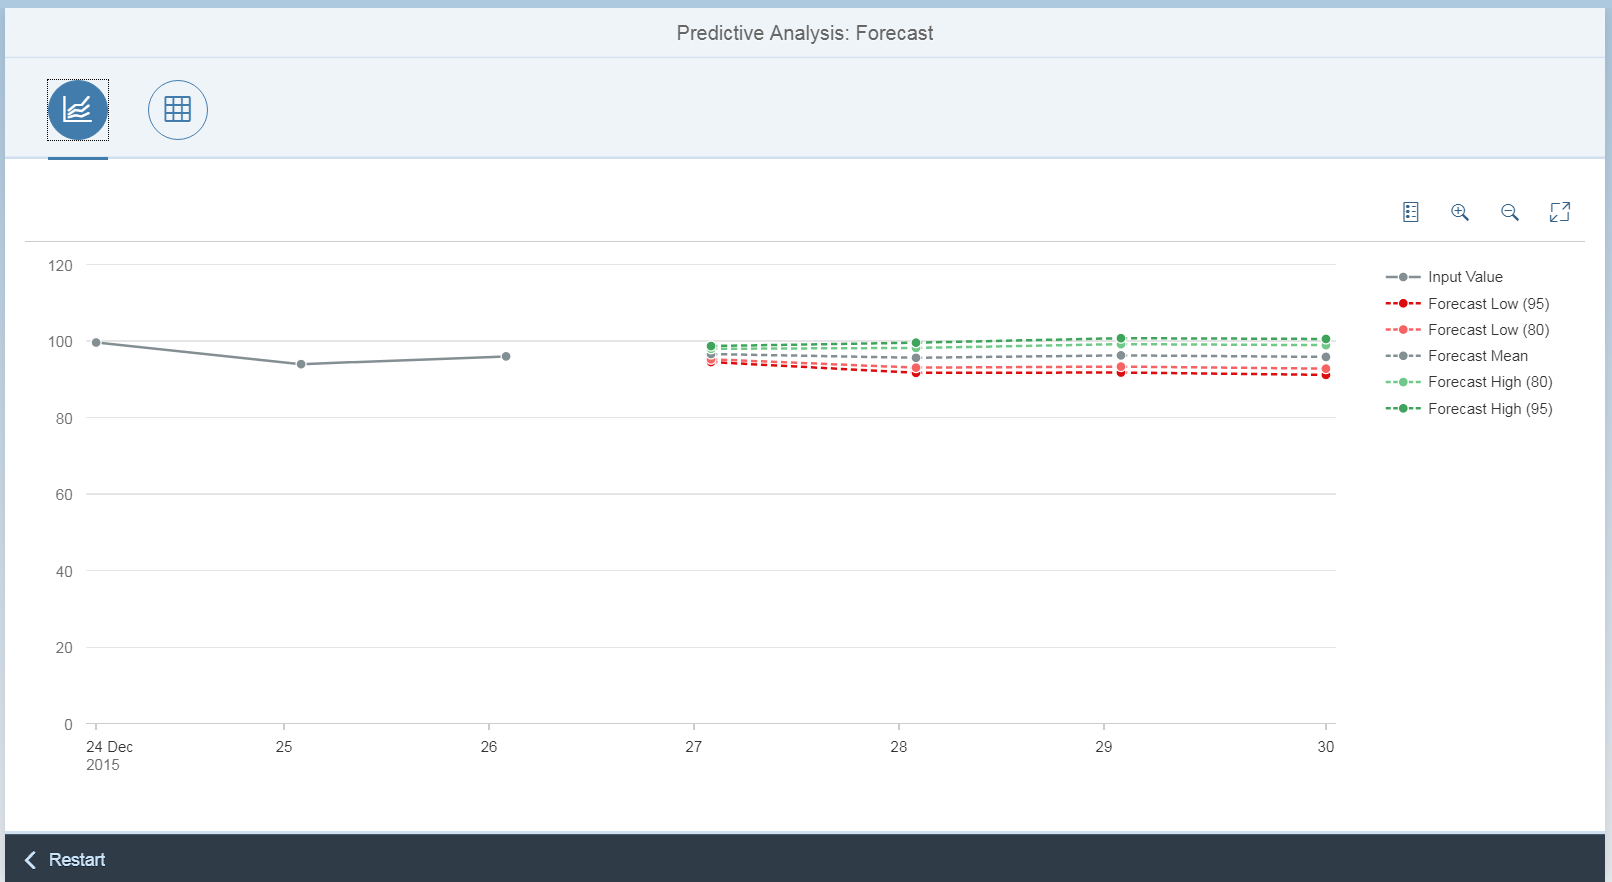 Predictive Analysis: Forecast
120
100
80
60
40
20
0
24 Dec 25 26 27 28 29 30
2015
Input Value
Forecast Low (95)
Forecast Low (80)
Forecast Mean
Forecast High (80)
Forecast High (95)
Restart